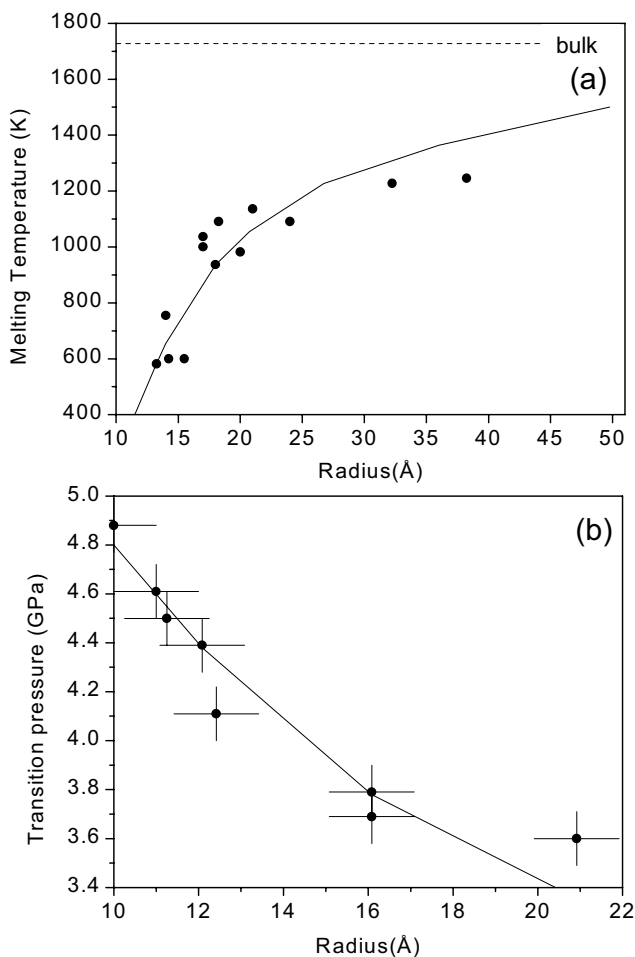 1800
1600
1400
1200
1000
800
600
400
Melting Temperature (K)
bulk
(a)
10 15 20 25 30 35 40 45 50
Radius(Å)
5.0
4.8
4.6
4.4
4.2
4.0
3.8
3.6
3.4
Transition pressure (GPa)
(b)
10 12 14 16 18 20 22
Radius(Å)